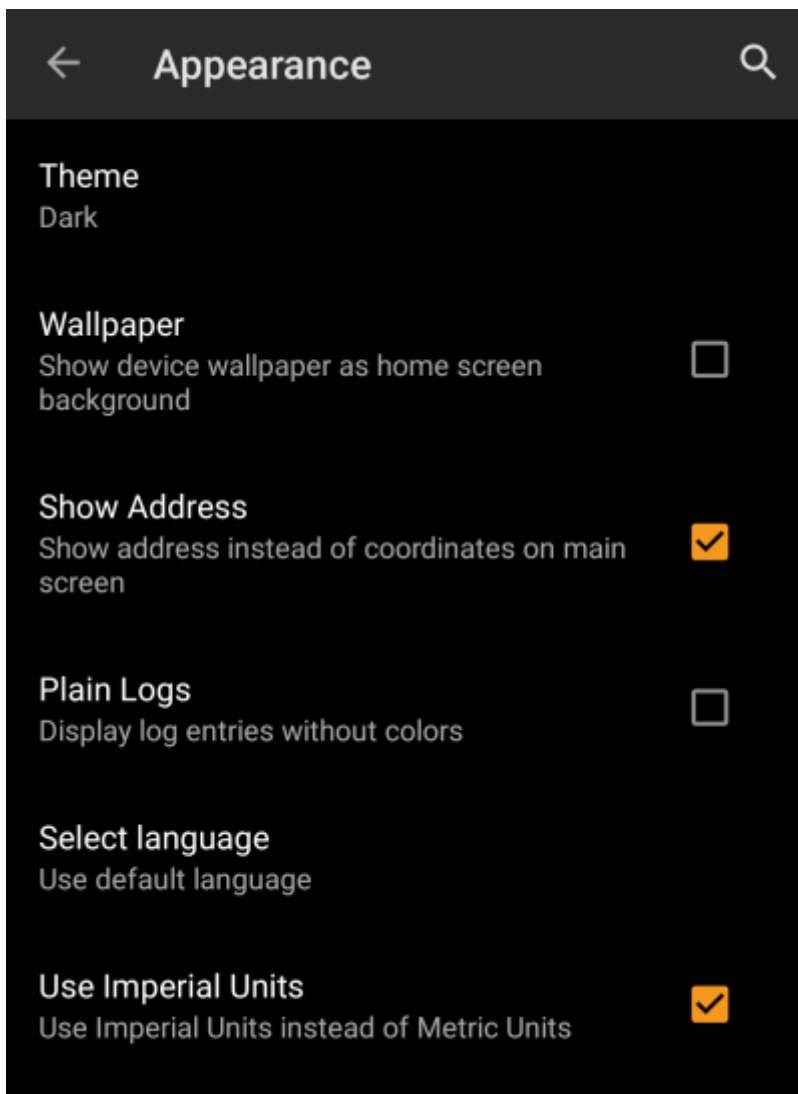 Appearance
Theme
Dark
Wallpaper
Show device wallpaper as home screen
background
Show Address
Show address instead of coordinates on main
screen
Plain Logs
Display log entries without colors
Select language
Use default language
Use Imperial Units
Use Imperial Units instead of Metric Units